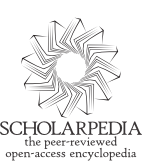 SCHOLARPEDIA
the peer-reviewed
open-access encyclopedia